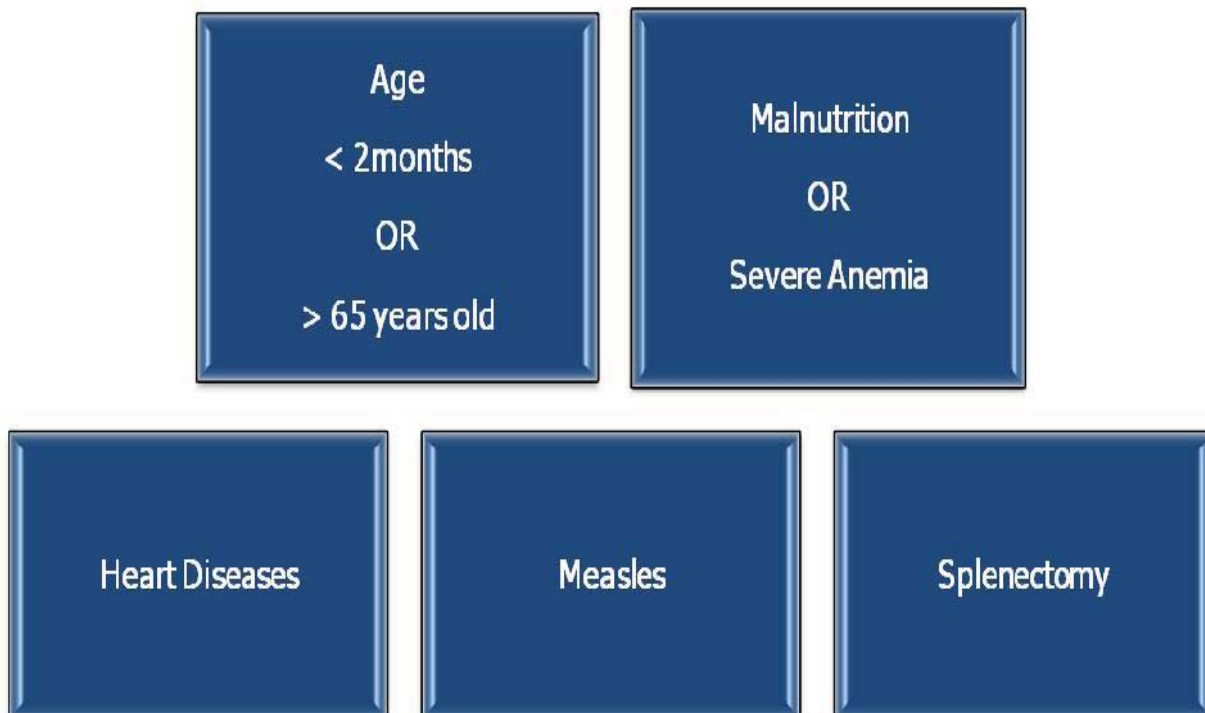 Age
< 2months
OR
> 65 years old
Malnutrition
OR
Severe Anemia
Heart Diseases
Measles
Splenectomy